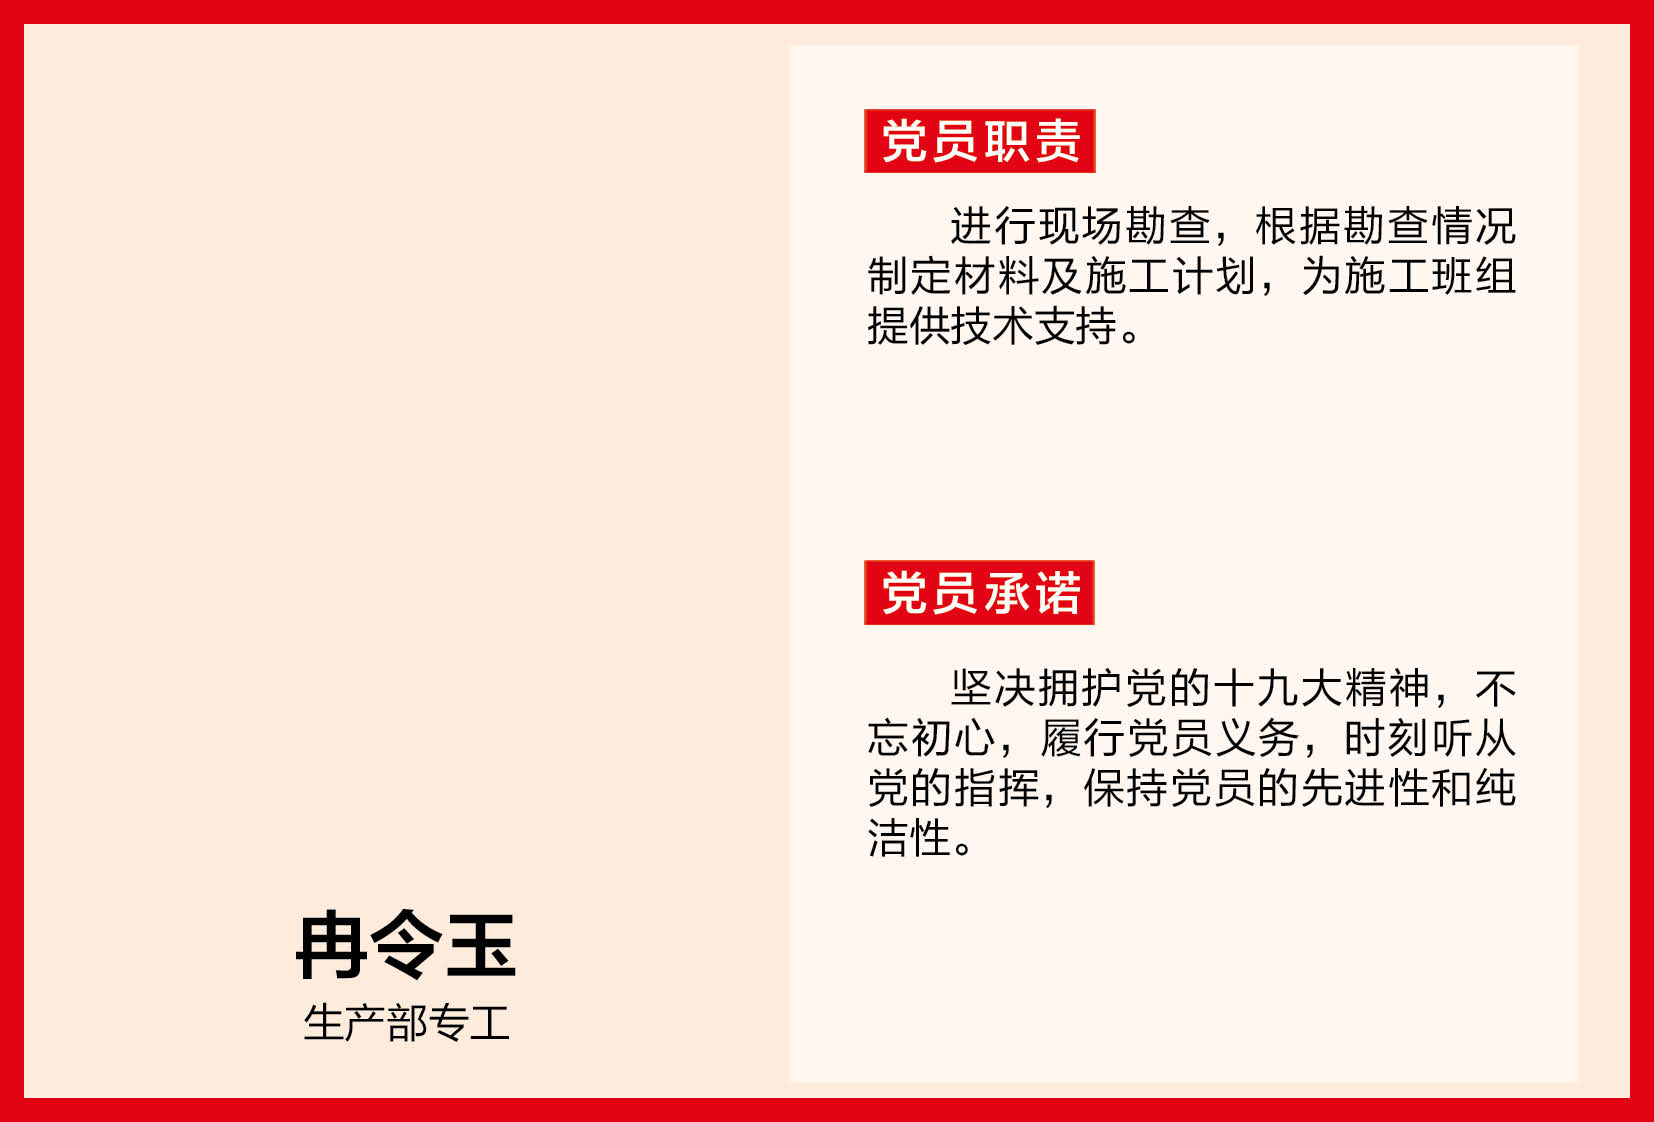 党员职责
进行现场勘查，根据勘查情况
制定材料及施工计划，为施工班组
提供技术支持。
党员承诺
坚决拥护党的十九大精神，不
忘初心，履行党员义务，时刻听从
党的指挥，保持党员的先进性和纯
洁性。
冉令玉
生产部专工